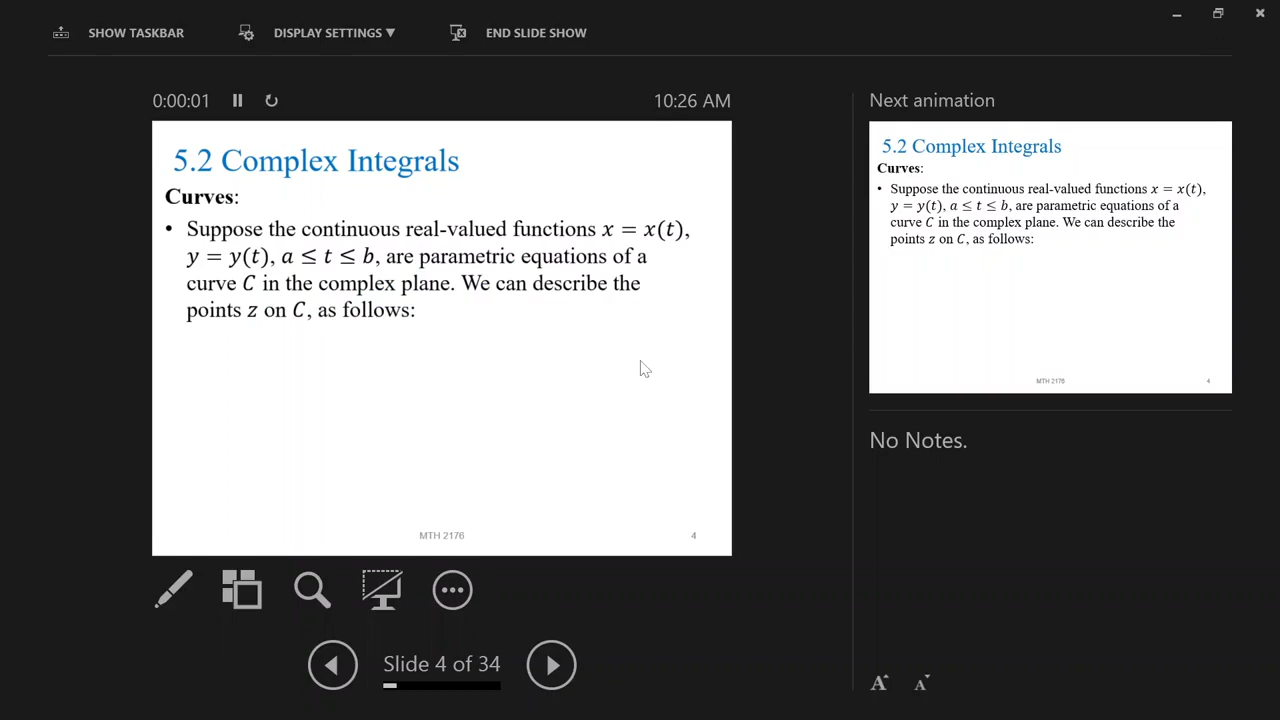 SHOW TASKBAR
DISPLAY SETTINGS ▼
END SLIDE SHOW
0:00:01
10:26 AM
5.2 Complex Integrals
Curves:
• Suppose the continuous real-valued functions x = x(t),
y = y(t), a ≤ t ≤ b, are parametric equations of a
curve C in the complex plane. We can describe the
points z on C, as follows:
MTH 2176
4
Slide 4 of 34
Next animation
5.2 Complex Integrals
Curves:
• Suppose the continuous real-valued functions x = x(t),
y = y(t), a ≤ t ≤ b, are parametric equations of a
curve C in the complex plane. We can describe the
points z on C, as follows:
MTH 2176
4
No Notes.
A A